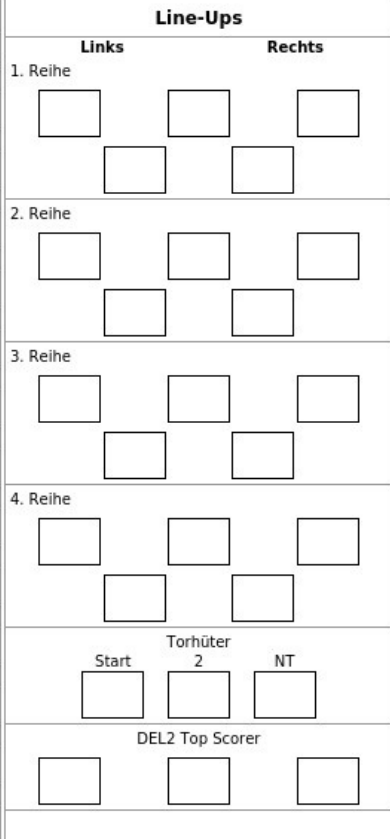 Line-Ups
Links Rechts
1. Reihe
2. Reihe
3. Reihe
4. Reihe
Torhüter
Start 2 NT
DEL2 Top Scorer